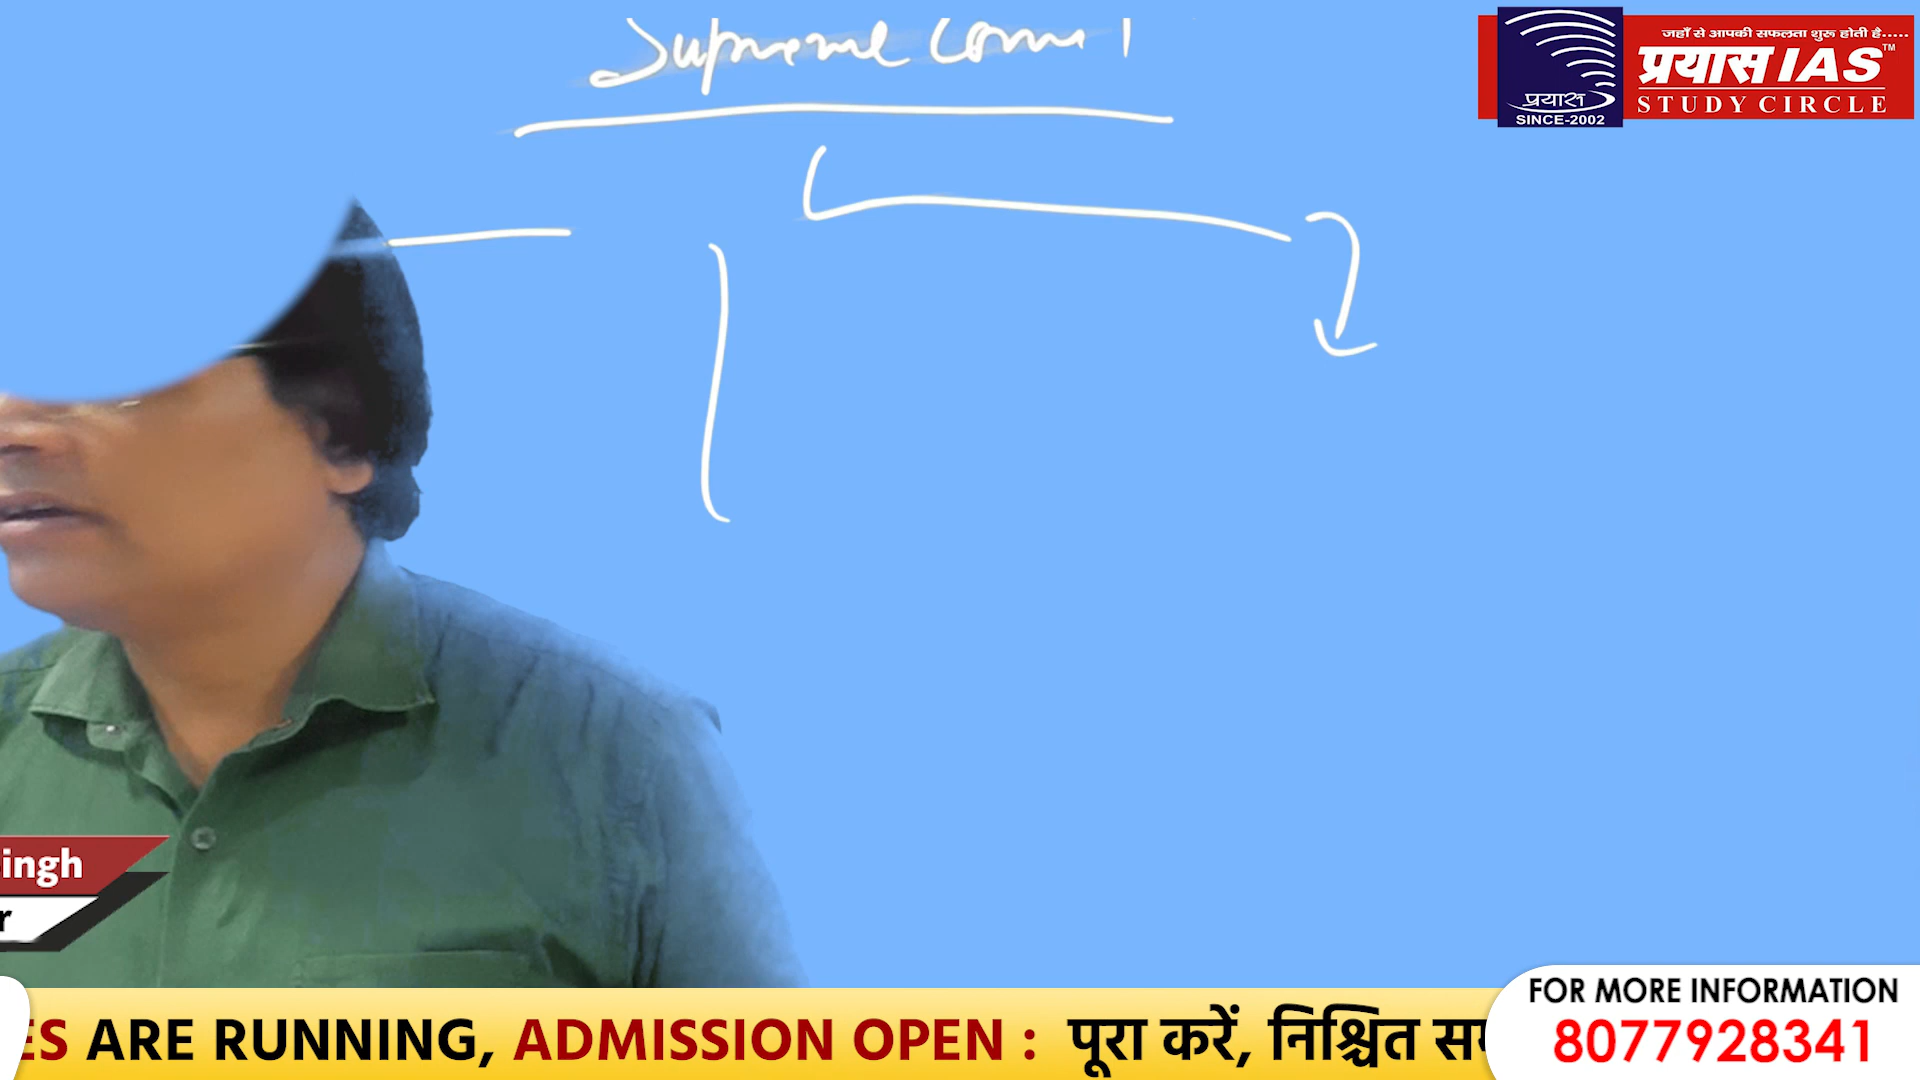 Supreme Court
जहाँ से आपकी सफलता शुरू होती है.....
प्रयास IAS TM
STUDY CIRCLE
प्रयास
SINCE-2002
ingh
r
ES ARE RUNNING, ADMISSION OPEN : पूरा करें, निश्चित
FOR MORE INFORMATION
8077928341